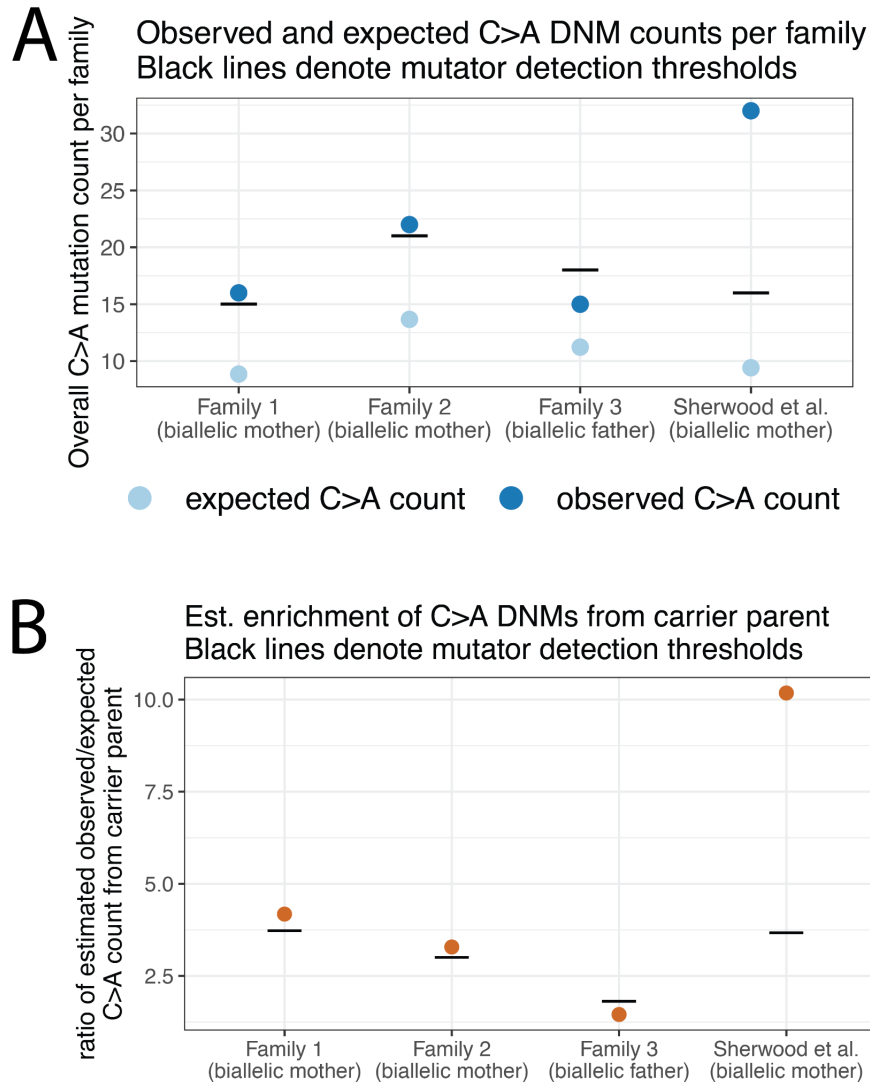 A
Observed and expected C>A DNM counts per family
Black lines denote mutator detection thresholds
Overall C>A mutation count per family
30
25
20
15
10
Family 1
(biallelic mother)
Family 2
(biallelic mother)
Family 3
(biallelic father)
Sherwood et al.
(biallelic mother)
expected C>A count
observed C>A count
B
Est. enrichment of C>A DNMs from carrier parent
Black lines denote mutator detection thresholds
ratio of estimated observed/expected
C>A count from carrier parent
10.0
7.5
5.0
2.5
Family 1
(biallelic mother)
Family 2
(biallelic mother)
Family 3
(biallelic father)
Sherwood et al.
(biallelic mother)